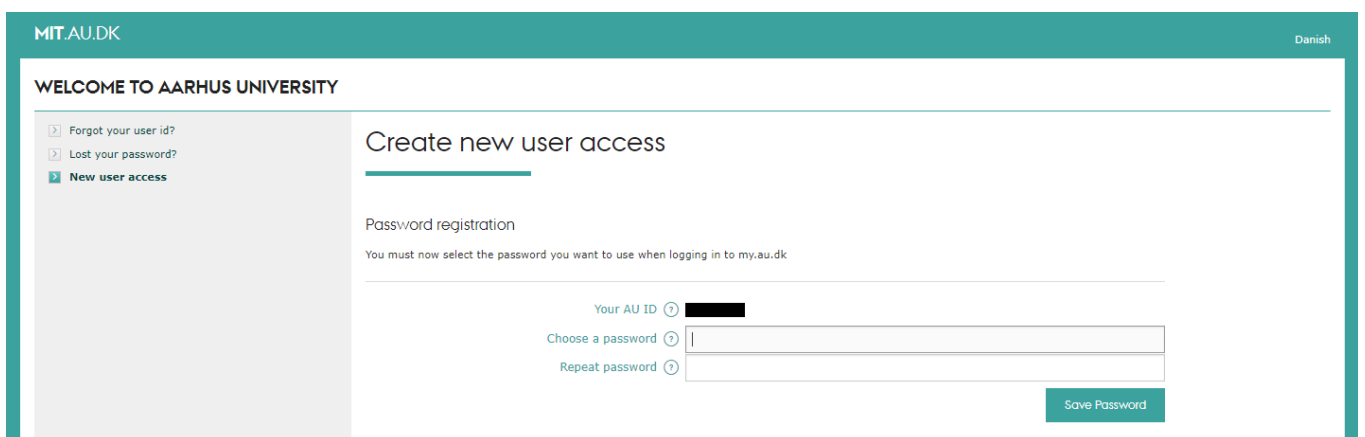 MIT.AU.DK
Danish
WELCOME TO AARHUS UNIVERSITY
Forgot your user id?
Lost your password?
New user access
Create new user access
Password registration
You must now select the password you want to use when logging in to my.au.dk
Your AU ID ?
Choose a password ?
Repeat password ?
Save Password